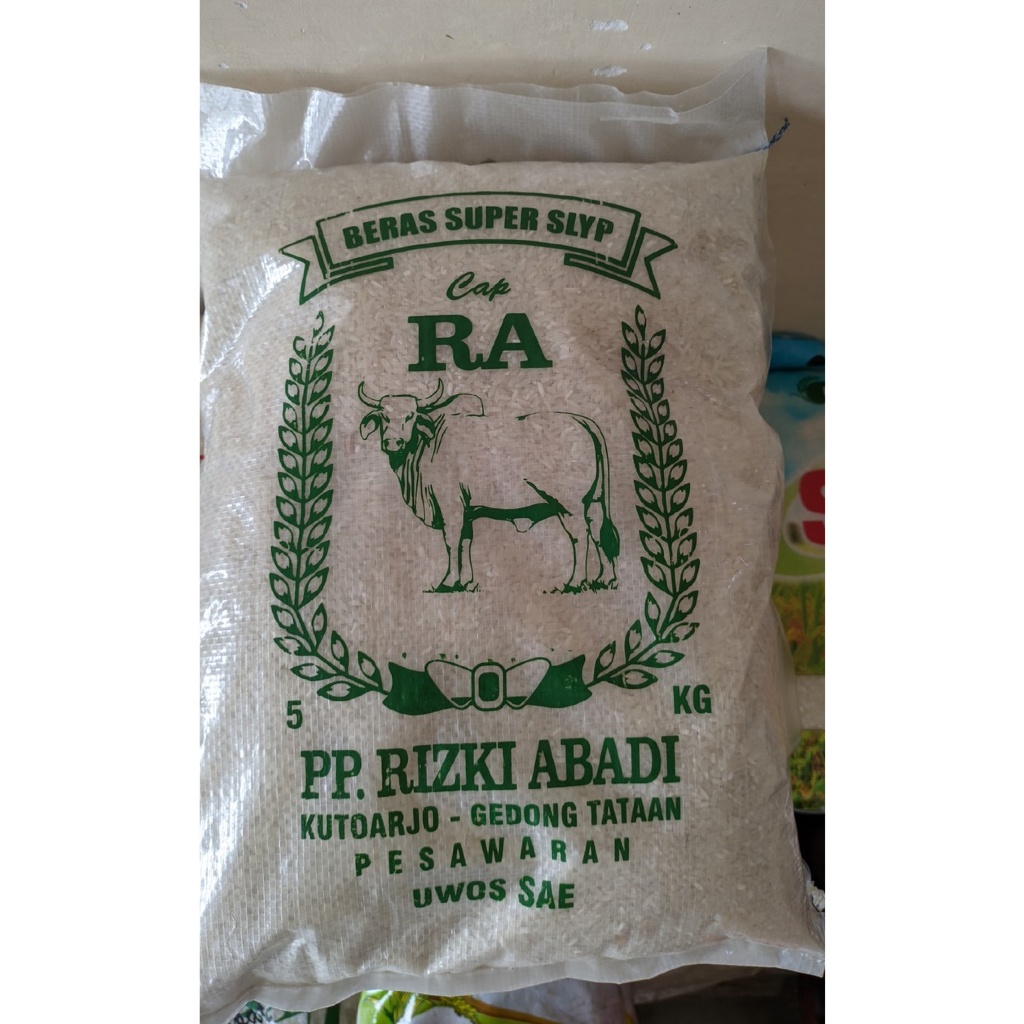 BERAS SUPER SLYP
Cap
RA
5 KG
PP. RIZKI ABADI
KUTOARJO - GEDONG TATAAN
PESAWARAN
UWOS SAE
S